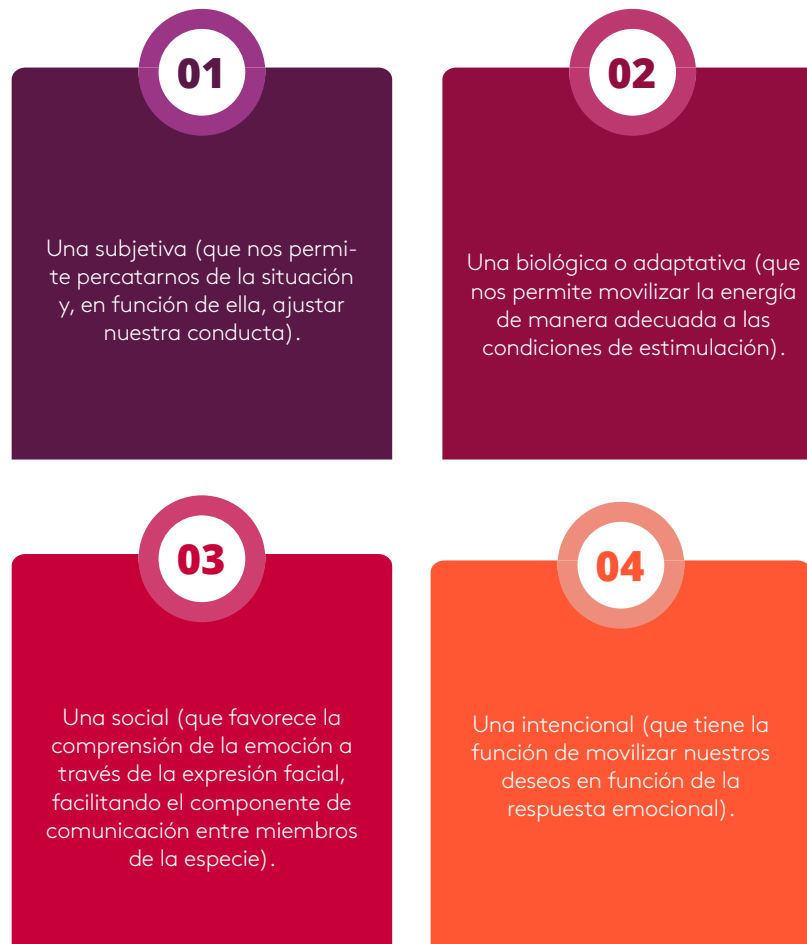 01
Una subjetiva (que nos permi-
te percatarnos de la situación
y, en función de ella, ajustar
nuestra conducta).
02
Una biológica o adaptativa (que
nos permite movilizar la energía
de manera adecuada a las
condiciones de estimulación).
03
Una social (que favorece la
comprensión de la emoción a
través de la expresión facial,
facilitando el componente de
comunicación entre miembros
de la especie).
04
Una intencional (que tiene la
función de movilizar nuestros
deseos en función de la
respuesta emocional).